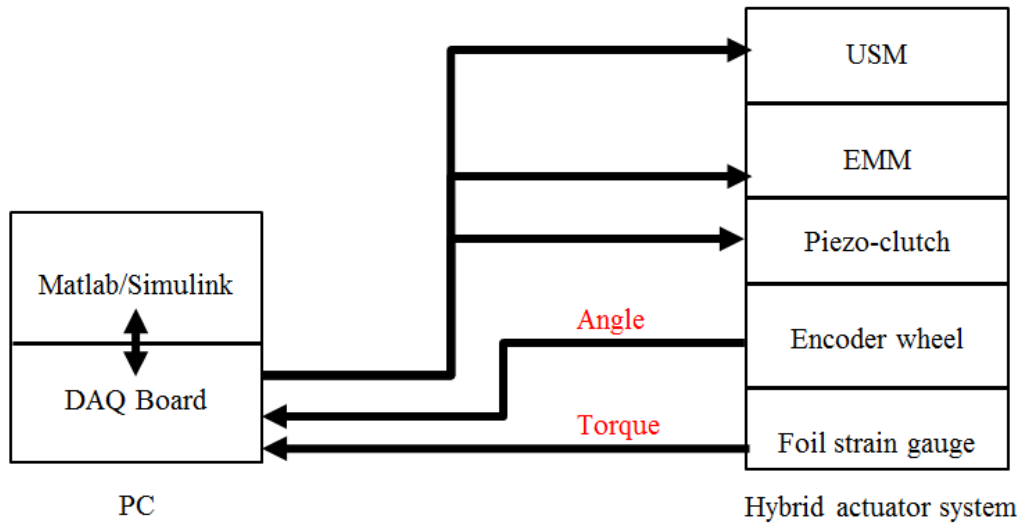 USM
EMM
Piezo-clutch
Matlab/Simulink
Angle
Encoder wheel
DAQ Board
Torque
Foil strain gauge
PC
Hybrid actuator system